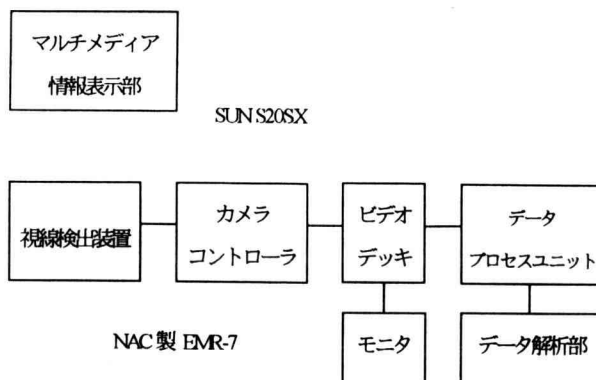 マルチメディア
情報表示部
SUN S20SX
視線検出装置
カメラ
コントローラ
ビデオ
デッキ
データ
プロセスユニット
NAC 製 EMR-7
モニタ
データ解析部